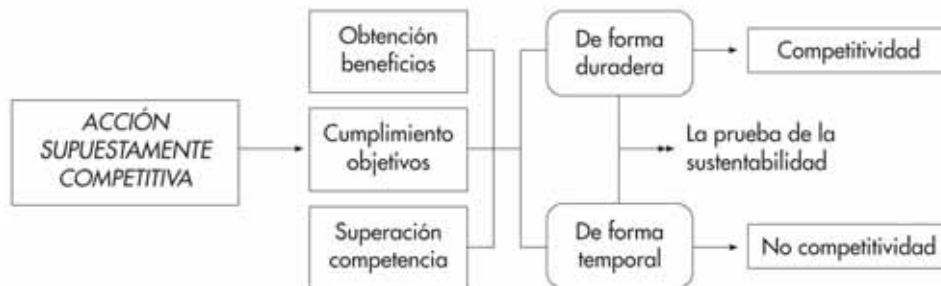 ACCIÓN
SUPUESTAMENTE
COMPETITIVA
Obtención
beneficios
Cumplimiento
objetivos
Superación
competencia
De forma
duradera
De forma
temporal
Competitividad
La prueba de la
sustentabilidad
No competitividad